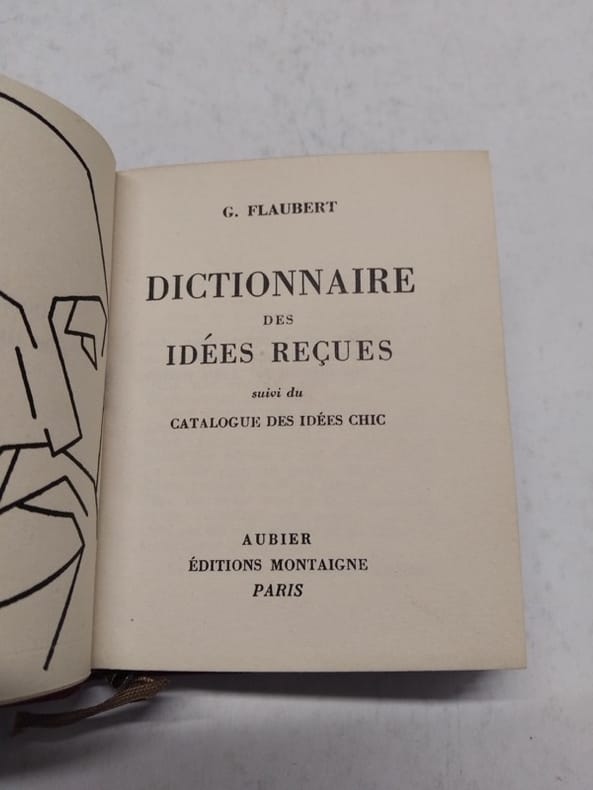 G. FLAUBERT
DICTIONNAIRE
DES
IDÉES REÇUES
suivi du
CATALOGUE DES IDÉES CHIC
AUBIER
ÉDITIONS MONTAIGNE
PARIS